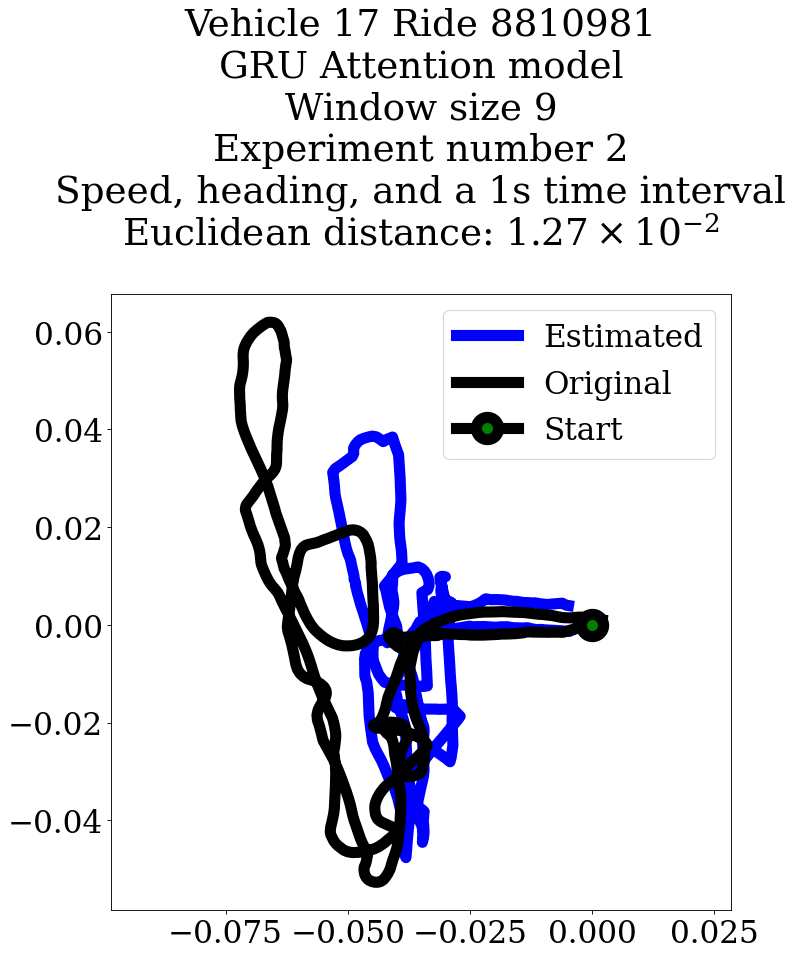 Vehicle 17 Ride 8810981
GRU Attention model
Window size 9
Experiment number 2
Speed, heading, and a 1s time interval
Euclidean distance: 1.27 × 10⁻²
Estimated
Original
Start
0.06
0.04
0.02
0.00
−0.02
−0.04
−0.075 −0.050 −0.025 0.000 0.025